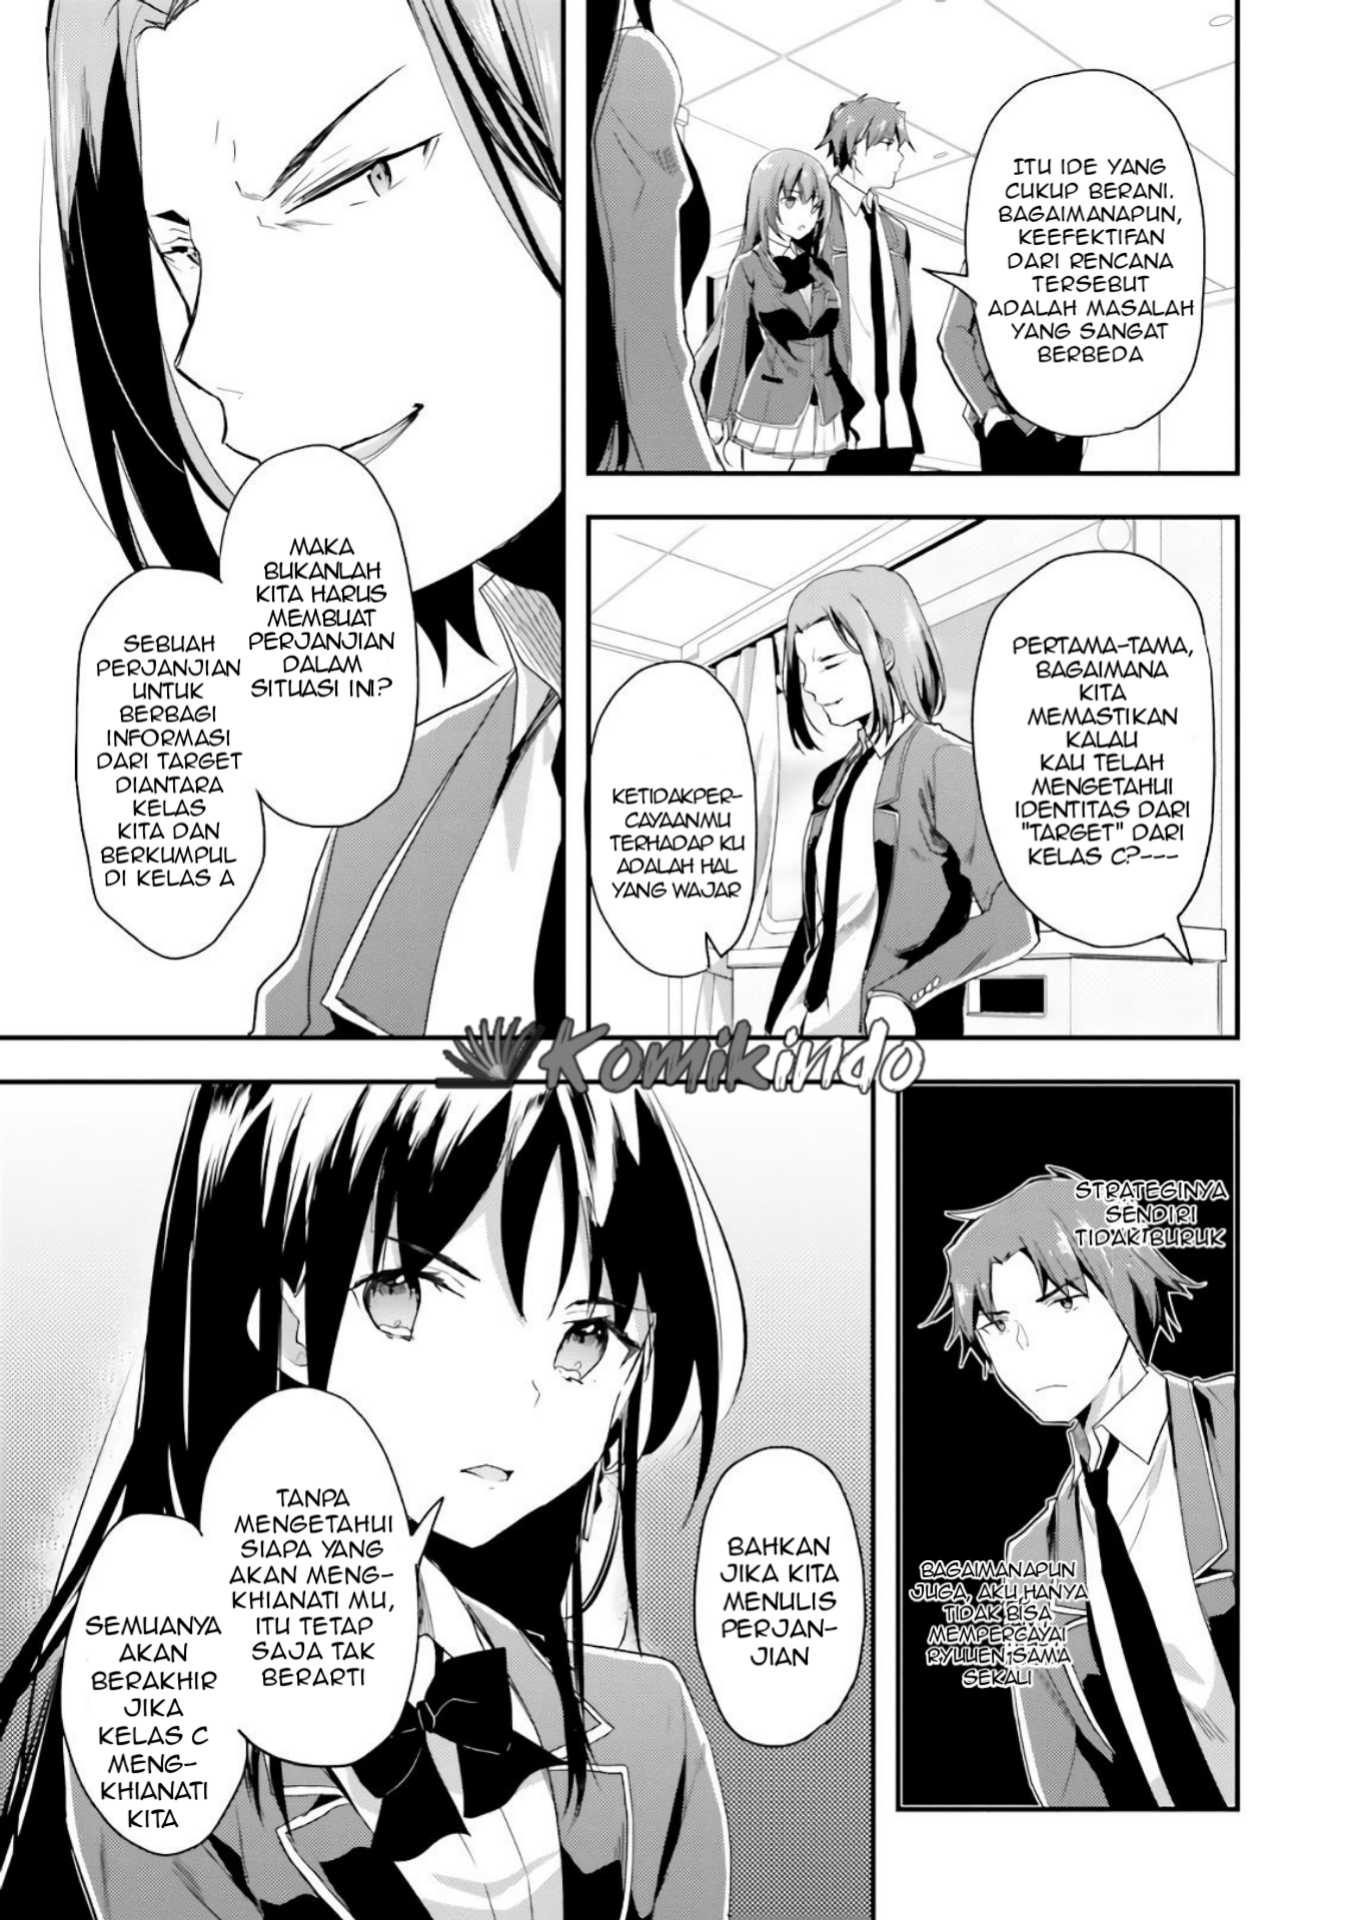 ITU IDE YANG
CUKUP BERANI.
BAGAIMANAPUN,
KEEFEKTIFAN
DARI RENCANA
TERSEBUT
ADALAH MASALAH
YANG SANGAT
BERBEDA
PERTAMA-TAMA,
BAGAIMANA
KITA
MEMASTIKAN
KALAU
KAU TELAH
MENGETAHUI
IDENTITAS DARI
"TARGET" DARI
KELAS C?---
KETIDAKPER-
CAYAANMU
TERHADAP KU
ADALAH HAL
YANG WAJAR
MAKA
BUKANLAH
KITA HARUS
MEMBUAT
PERJANJIAN
DALAM
SITUASI INI?
SEBUAH
PERJANJIAN
UNTUK
BERBAGI
INFORMASI
DARI TARGET
DIANTARA
KELAS
KITA DAN
BERKUMPUL
DI KELAS A
Komikindo
STRATEGINYA
SENDIRI
TIDAK BURUK
BAGAIMANAPUN
JUGA, AKU HANYA
TIDAK BISA
MEMPERCAYAI
RYUUEN SAMA
SEKALI
BAHKAN
JIKA KITA
MENULIS
PERJAN-
JIAN
TANPA
MENGETAHUI
SIAPA YANG
AKAN MENG-
KHIANATI MU,
ITU TETAP
SAJA TAK
BERARTI
SEMUANYA
AKAN
BERAKHIR
JIKA
KELAS C
MENG-
KHIANATI
KITA